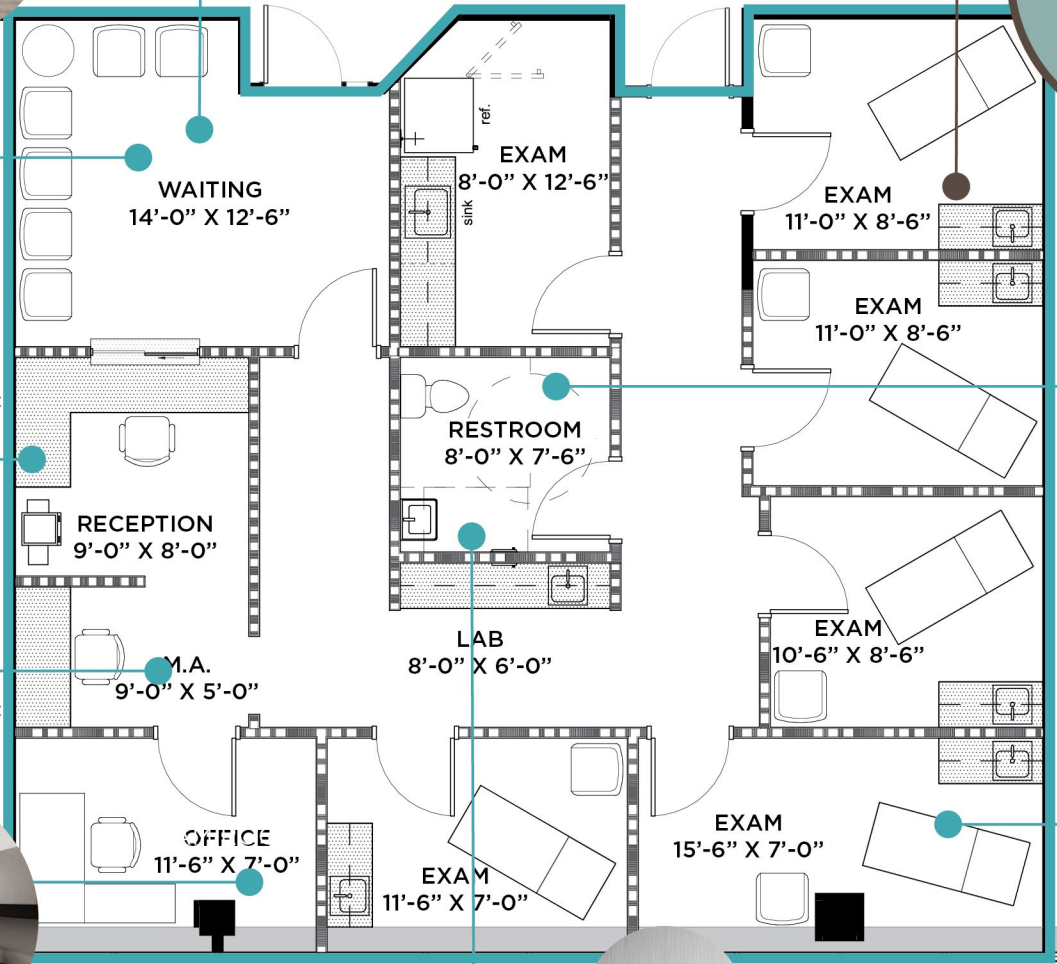 WAITING
14’-0” X 12’-6”
ref.
sink
EXAM
8’-0” X 12’-6”
EXAM
11’-0” X 8’-6”
EXAM
11’-0” X 8’-6”
RESTROOM
8’-0” X 7’-6”
RECEPTION
9’-0” X 8’-0”
LAB
8’-0” X 6’-0”
EXAM
10’-6” X 8’-6”
M.A.
9’-0” X 5’-0”
OFFICE
11’-6” X 7’-0”
EXAM
11’-6” X 7’-0”
EXAM
15’-6” X 7’-0”